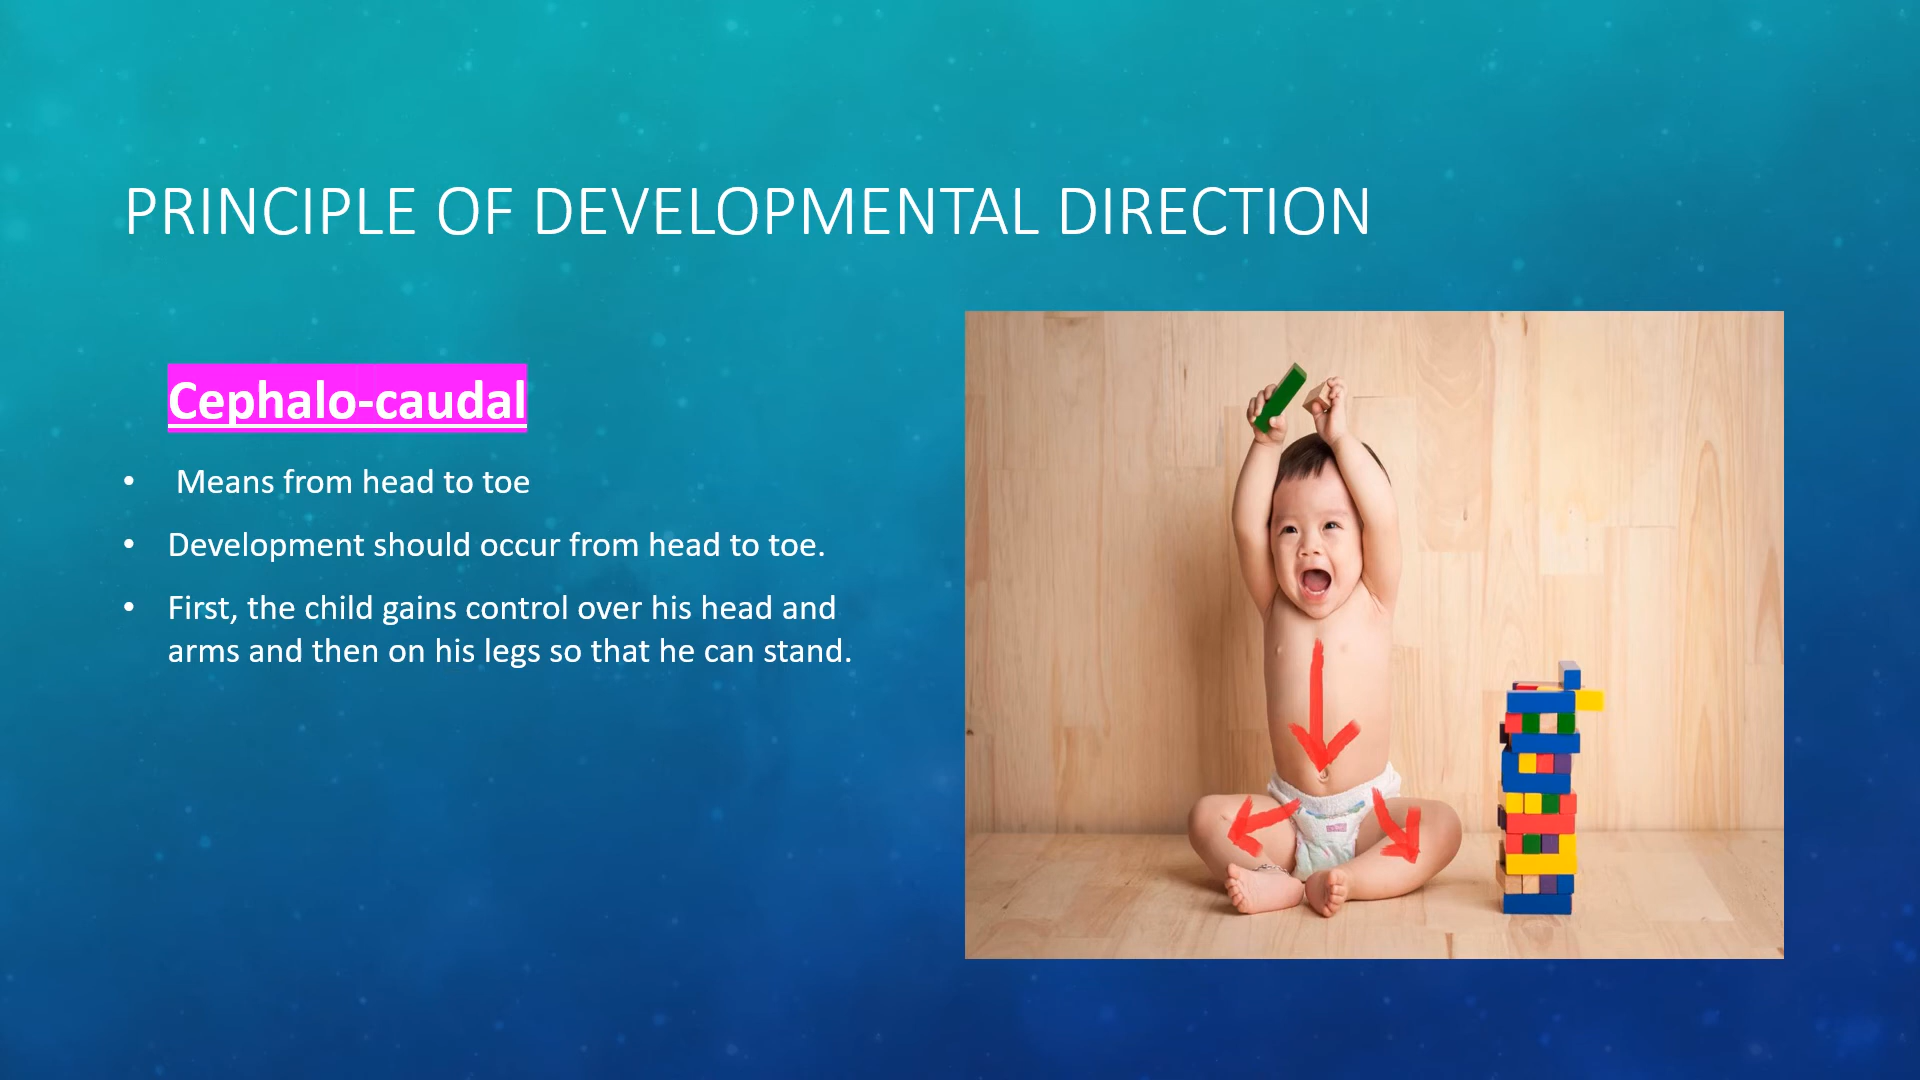 PRINCIPLE OF DEVELOPMENTAL DIRECTION
Cephalo-caudal
• Means from head to toe
• Development should occur from head to toe.
• First, the child gains control over his head and
arms and then on his legs so that he can stand.